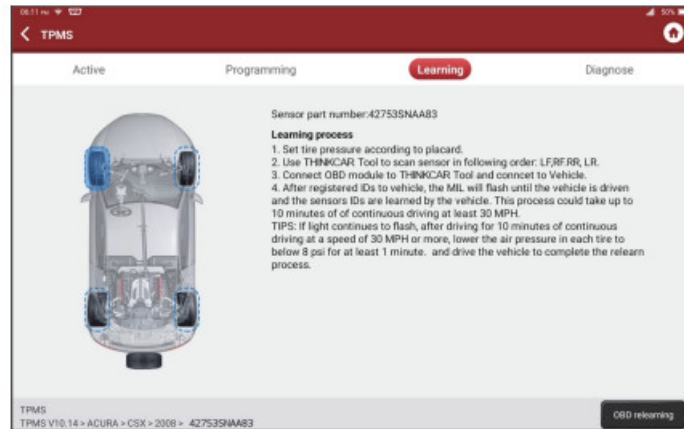 06:11 PM
50%
TPMS
Active
Programming
Learning
Diagnose
Sensor part number:42753SNAA83
Learning process
1. Set tire pressure according to placard.
2. Use THINKCAR Tool to scan sensor in following order: LF,RF.RR, LR.
3. Connect OBD module to THINKCAR Tool and conncet to Vehicle.
4. After registered IDs to vehicle, the MIL will flash until the vehicle is driven
and the sensors IDs are learned by the vehicle. This process could take up to
10 minutes of of continuous driving at least 30 MPH.
TIPS: If light continues to flash, after driving for 10 minutes of continuous
driving at a speed of 30 MPH or more, lower the air pressure in each tire to
below 8 psi for at least 1 minute. and drive the vehicle to complete the relearn
process.
TPMS
TPMS V10.14 > ACURA > CSX > 2008 > 42753SNAA83
OBD relearning